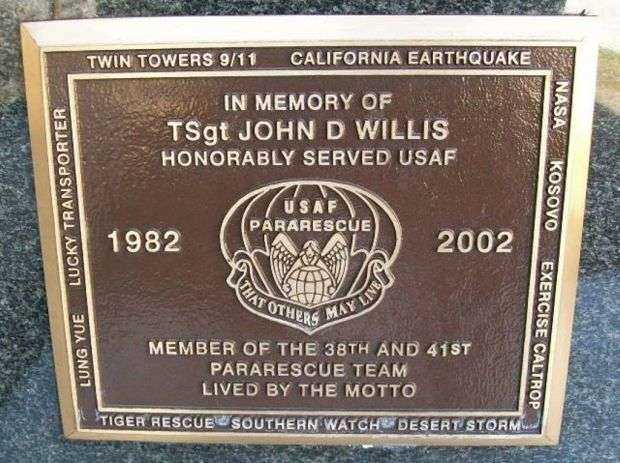 TWIN TOWERS 9/11 CALIFORNIA EARTHQUAKE
NASA KOSOVO EXERCISE CALTROP
LUNG YUE LUCKY TRANSPORTER
IN MEMORY OF
TSgt JOHN D WILLIS
HONORABLY SERVED USAF
1982
USAF
PARARESCUE
THAT OTHERS MAY LIVE
2002
MEMBER OF THE 38TH AND 41ST
PARARESCUE TEAM
LIVED BY THE MOTTO
TIGER RESCUE SOUTHERN WATCH DESERT STORM